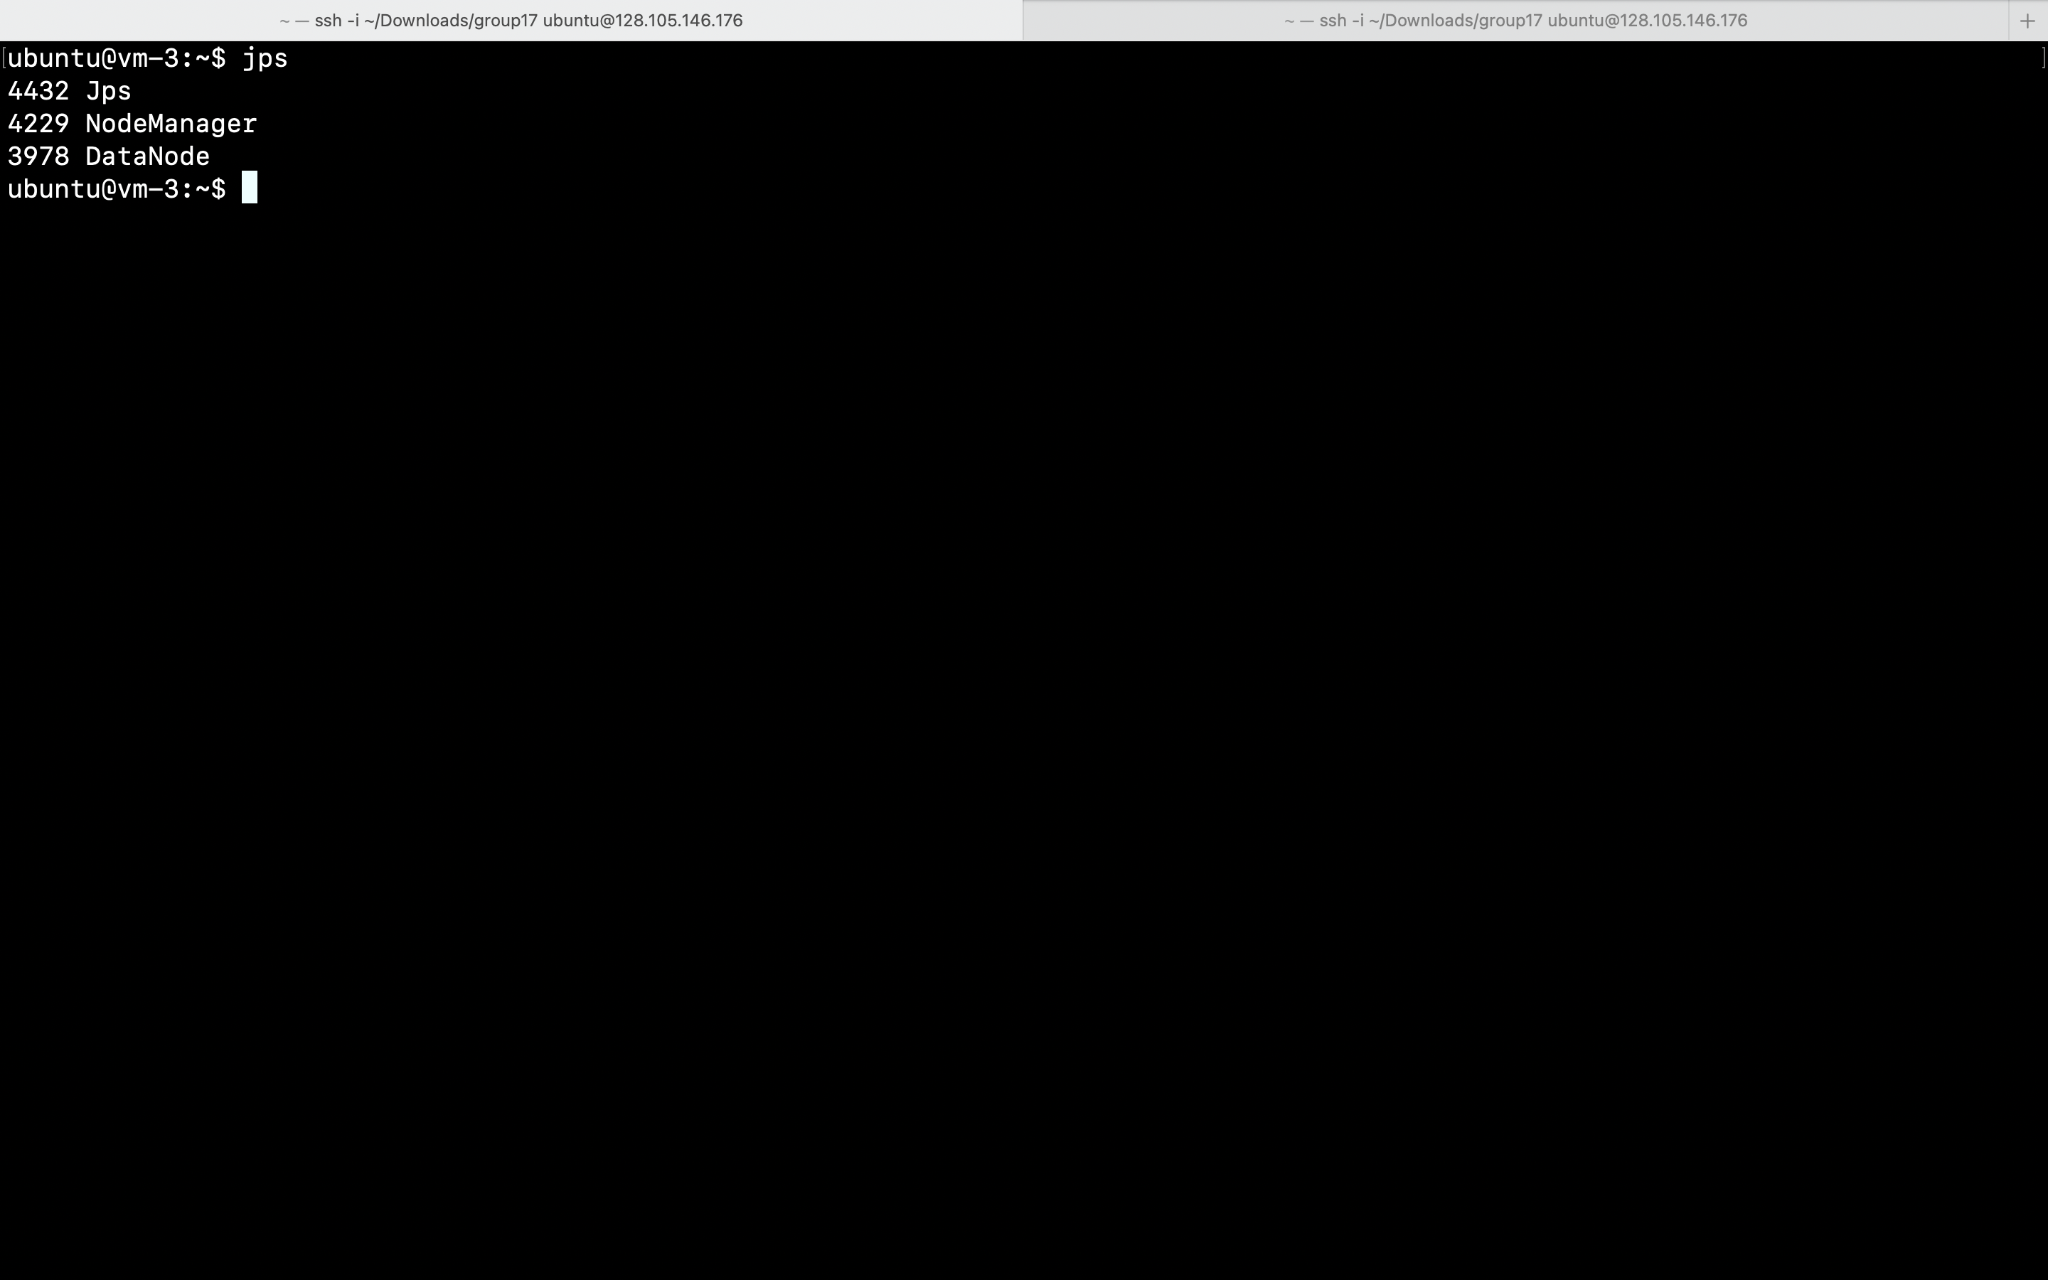 ~ — ssh -i ~/Downloads/group17 ubuntu@128.105.146.176
~ — ssh -i ~/Downloads/group17 ubuntu@128.105.146.176
+
[ubuntu@vm-3:~$ jps ]
4432 Jps
4229 NodeManager
3978 DataNode
ubuntu@vm-3:~$